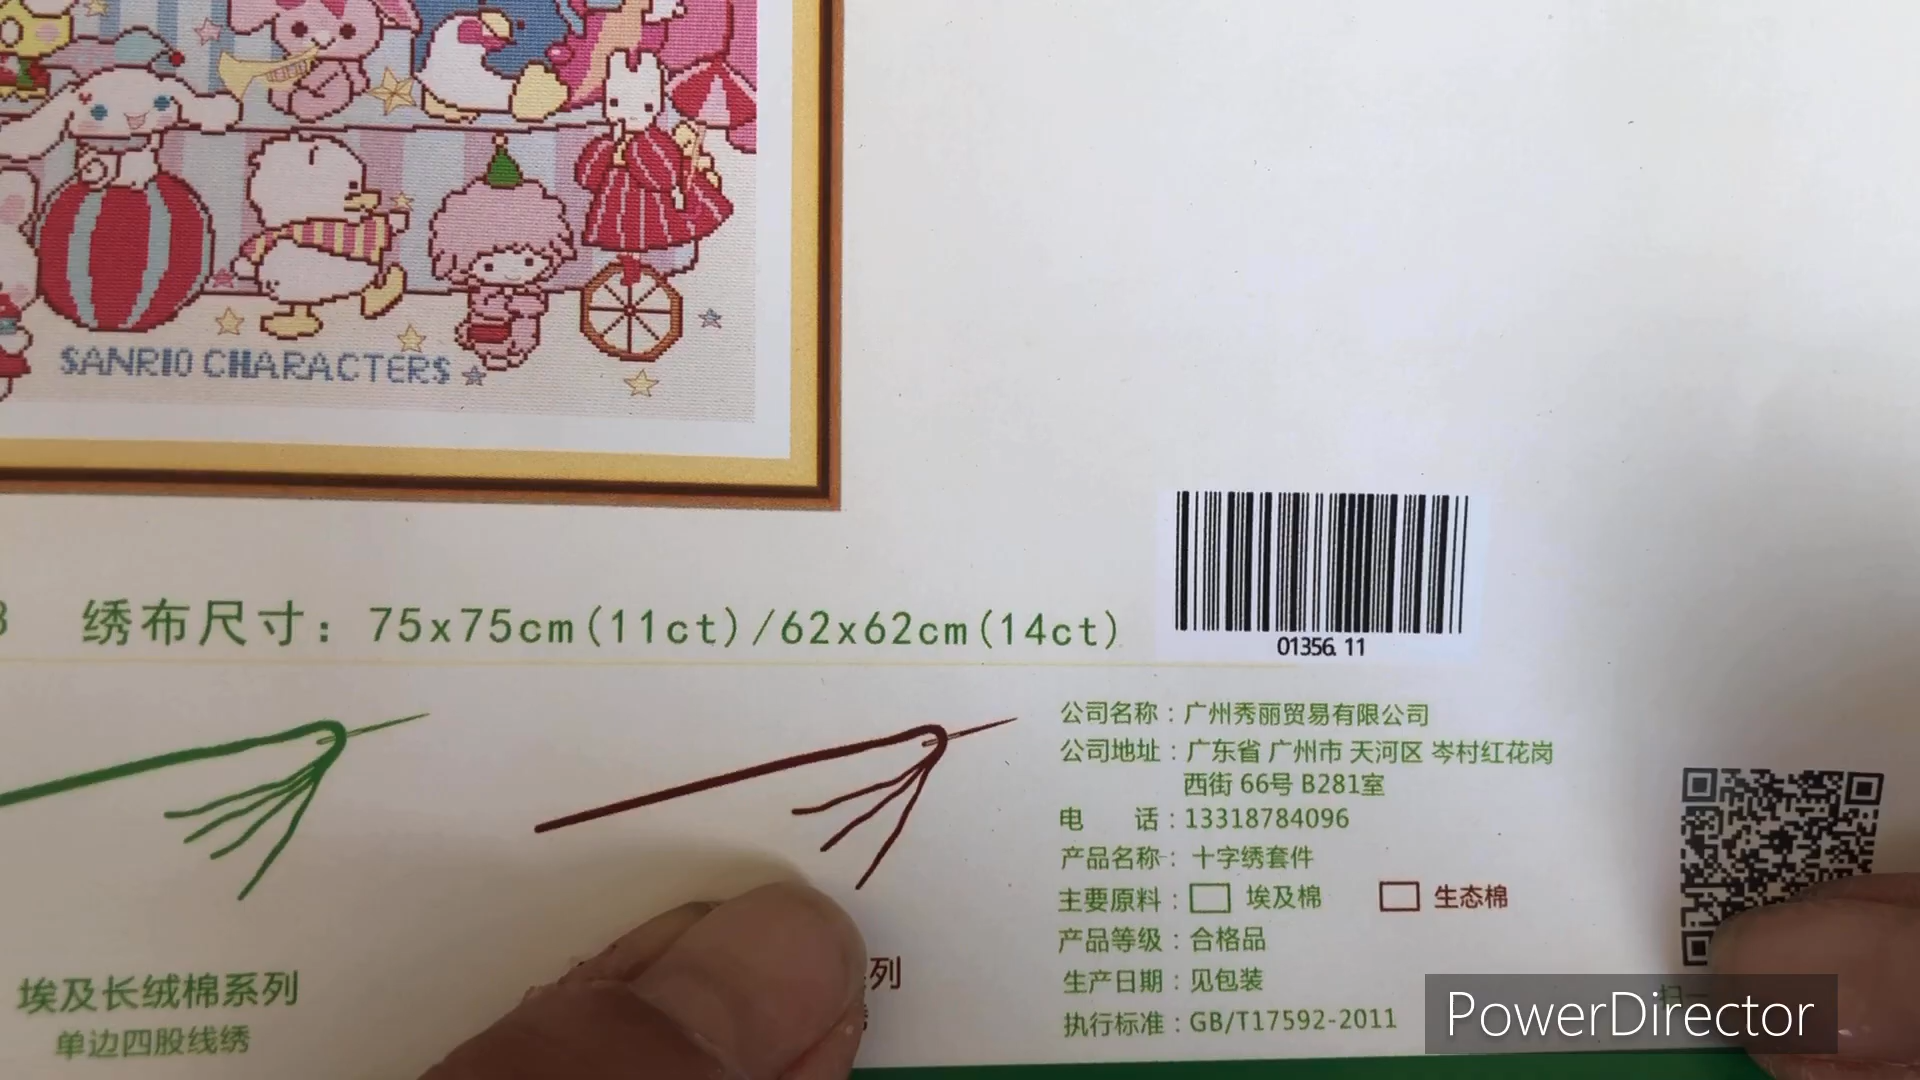 SANRIO CHARACTERS
绣布尺寸：75x75cm(11ct)/62x62cm(14ct)
01356.11
公司名称：广州秀丽贸易有限公司
公司地址：广东省 广州市 天河区 岑村红花岗
西街 66号 B281室
电 话：13318784096
产品名称：十字绣套件
主要原料：埃及棉 生态棉
产品等级：合格品
生产日期：见包装
执行标准：GB/T17592-2011
埃及长绒棉系列
单边四股线绣
列
扫一
PowerDirector